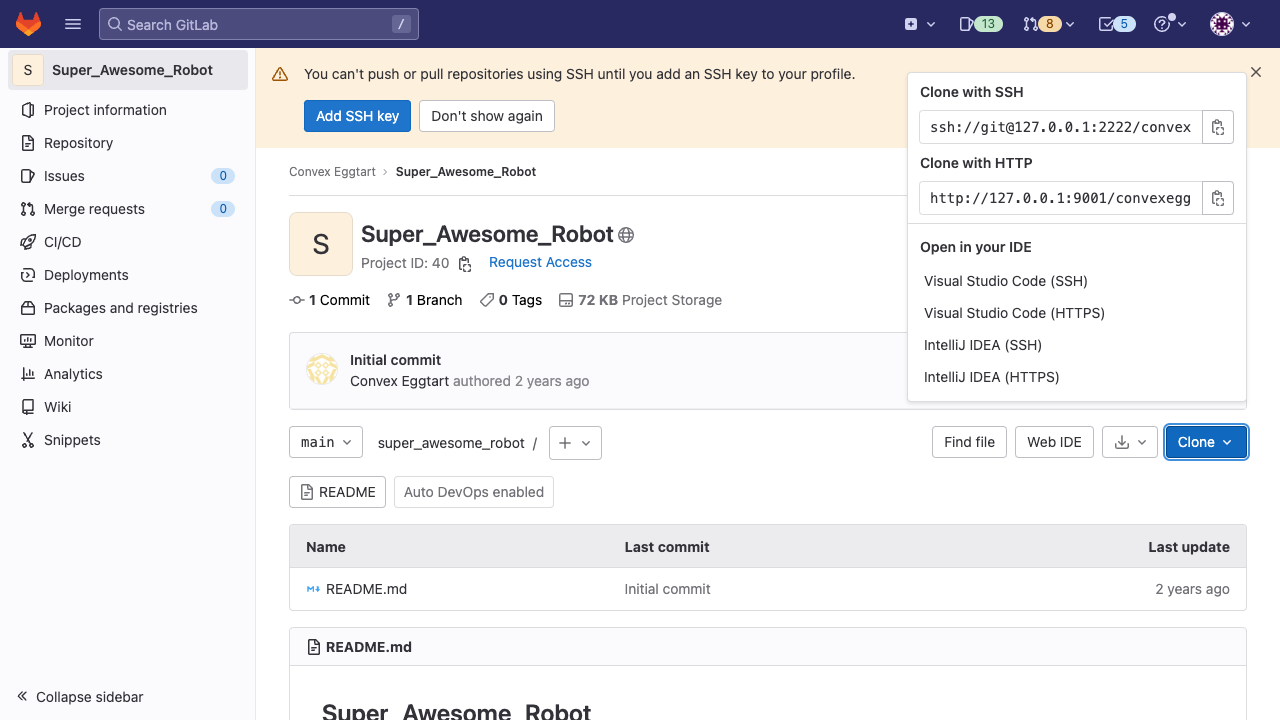 Search GitLab /
13
8
5
S Super_Awesome_Robot
Project information
Repository
Issues 0
Merge requests 0
CI/CD
Deployments
Packages and registries
Monitor
Analytics
Wiki
Snippets
Collapse sidebar
You can't push or pull repositories using SSH until you add an SSH key to your profile.
Add SSH key Don't show again
Clone with SSH
ssh://git@127.0.0.1:2222/convex
Clone with HTTP
http://127.0.0.1:9001/convexegg
Open in your IDE
Visual Studio Code (SSH)
Visual Studio Code (HTTPS)
IntelliJ IDEA (SSH)
IntelliJ IDEA (HTTPS)
Convex Eggtart › Super_Awesome_Robot
S
Super_Awesome_Robot
Project ID: 40 Request Access
1 Commit 1 Branch 0 Tags 72 KB Project Storage
Initial commit
Convex Eggtart authored 2 years ago
main super_awesome_robot / Find file Web IDE Clone
README Auto DevOps enabled
Name Last commit Last update
README.md Initial commit 2 years ago
README.md
Super_Awesome_Robot